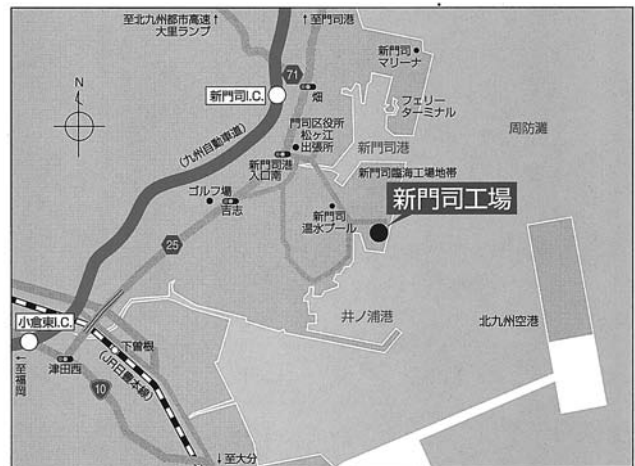 至北九州都市高速↑
大里ランプ
↑至門司港
新門司
マリーナ
N
71
新門司I.C.
畑
フェリー
ターミナル
門司区役所
松ヶ江
出張所
周防灘
(九州自動車道)
新門司港
新門司港
入口南
新門司臨海工場地帯
ゴルフ場
吉志
新門司
温水プール
新門司工場
25
井ノ浦港
北九州空港
小倉東I.C.
下曽根
(JR日豊本線)
←至福岡
津田西
10
↓至大分